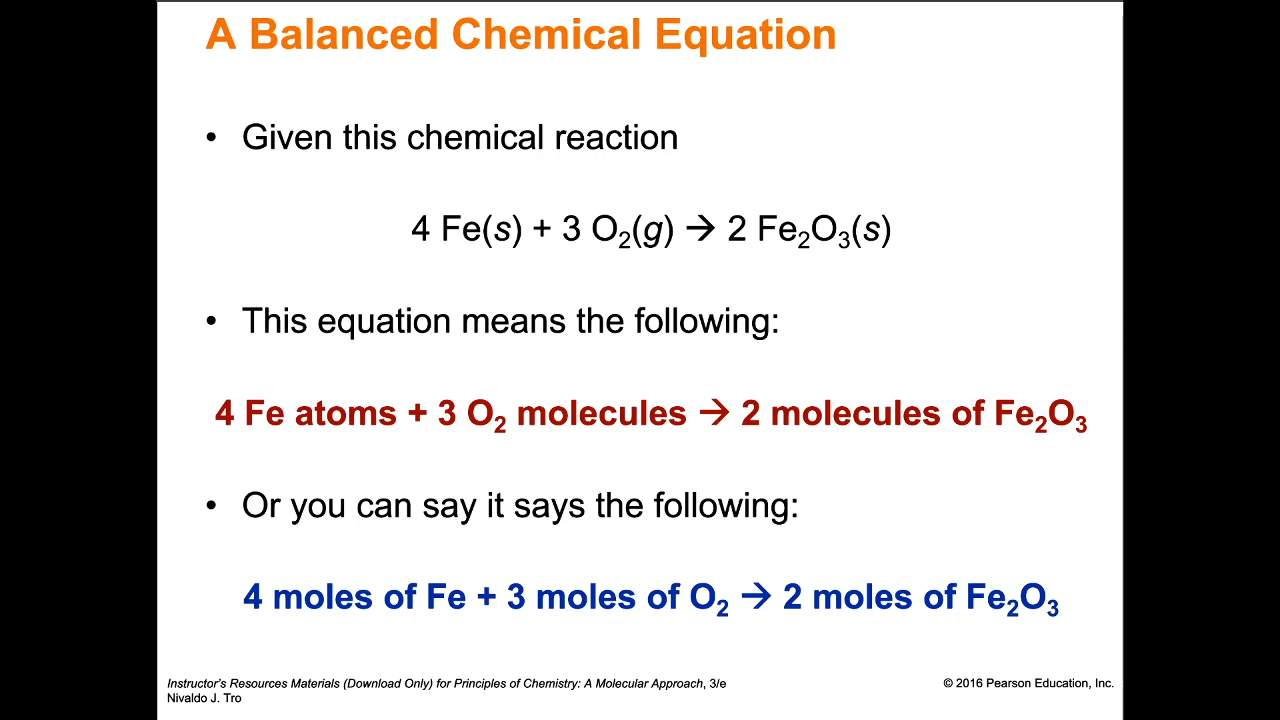 A Balanced Chemical Equation
• Given this chemical reaction
4 Fe(s) + 3 O₂(g) → 2 Fe₂O₃(s)
• This equation means the following:
4 Fe atoms + 3 O₂ molecules → 2 molecules of Fe₂O₃
• Or you can say it says the following:
4 moles of Fe + 3 moles of O₂ → 2 moles of Fe₂O₃
Instructor's Resources Materials (Download Only) for Principles of Chemistry: A Molecular Approach, 3/e
Nivaldo J. Tro
© 2016 Pearson Education, Inc.